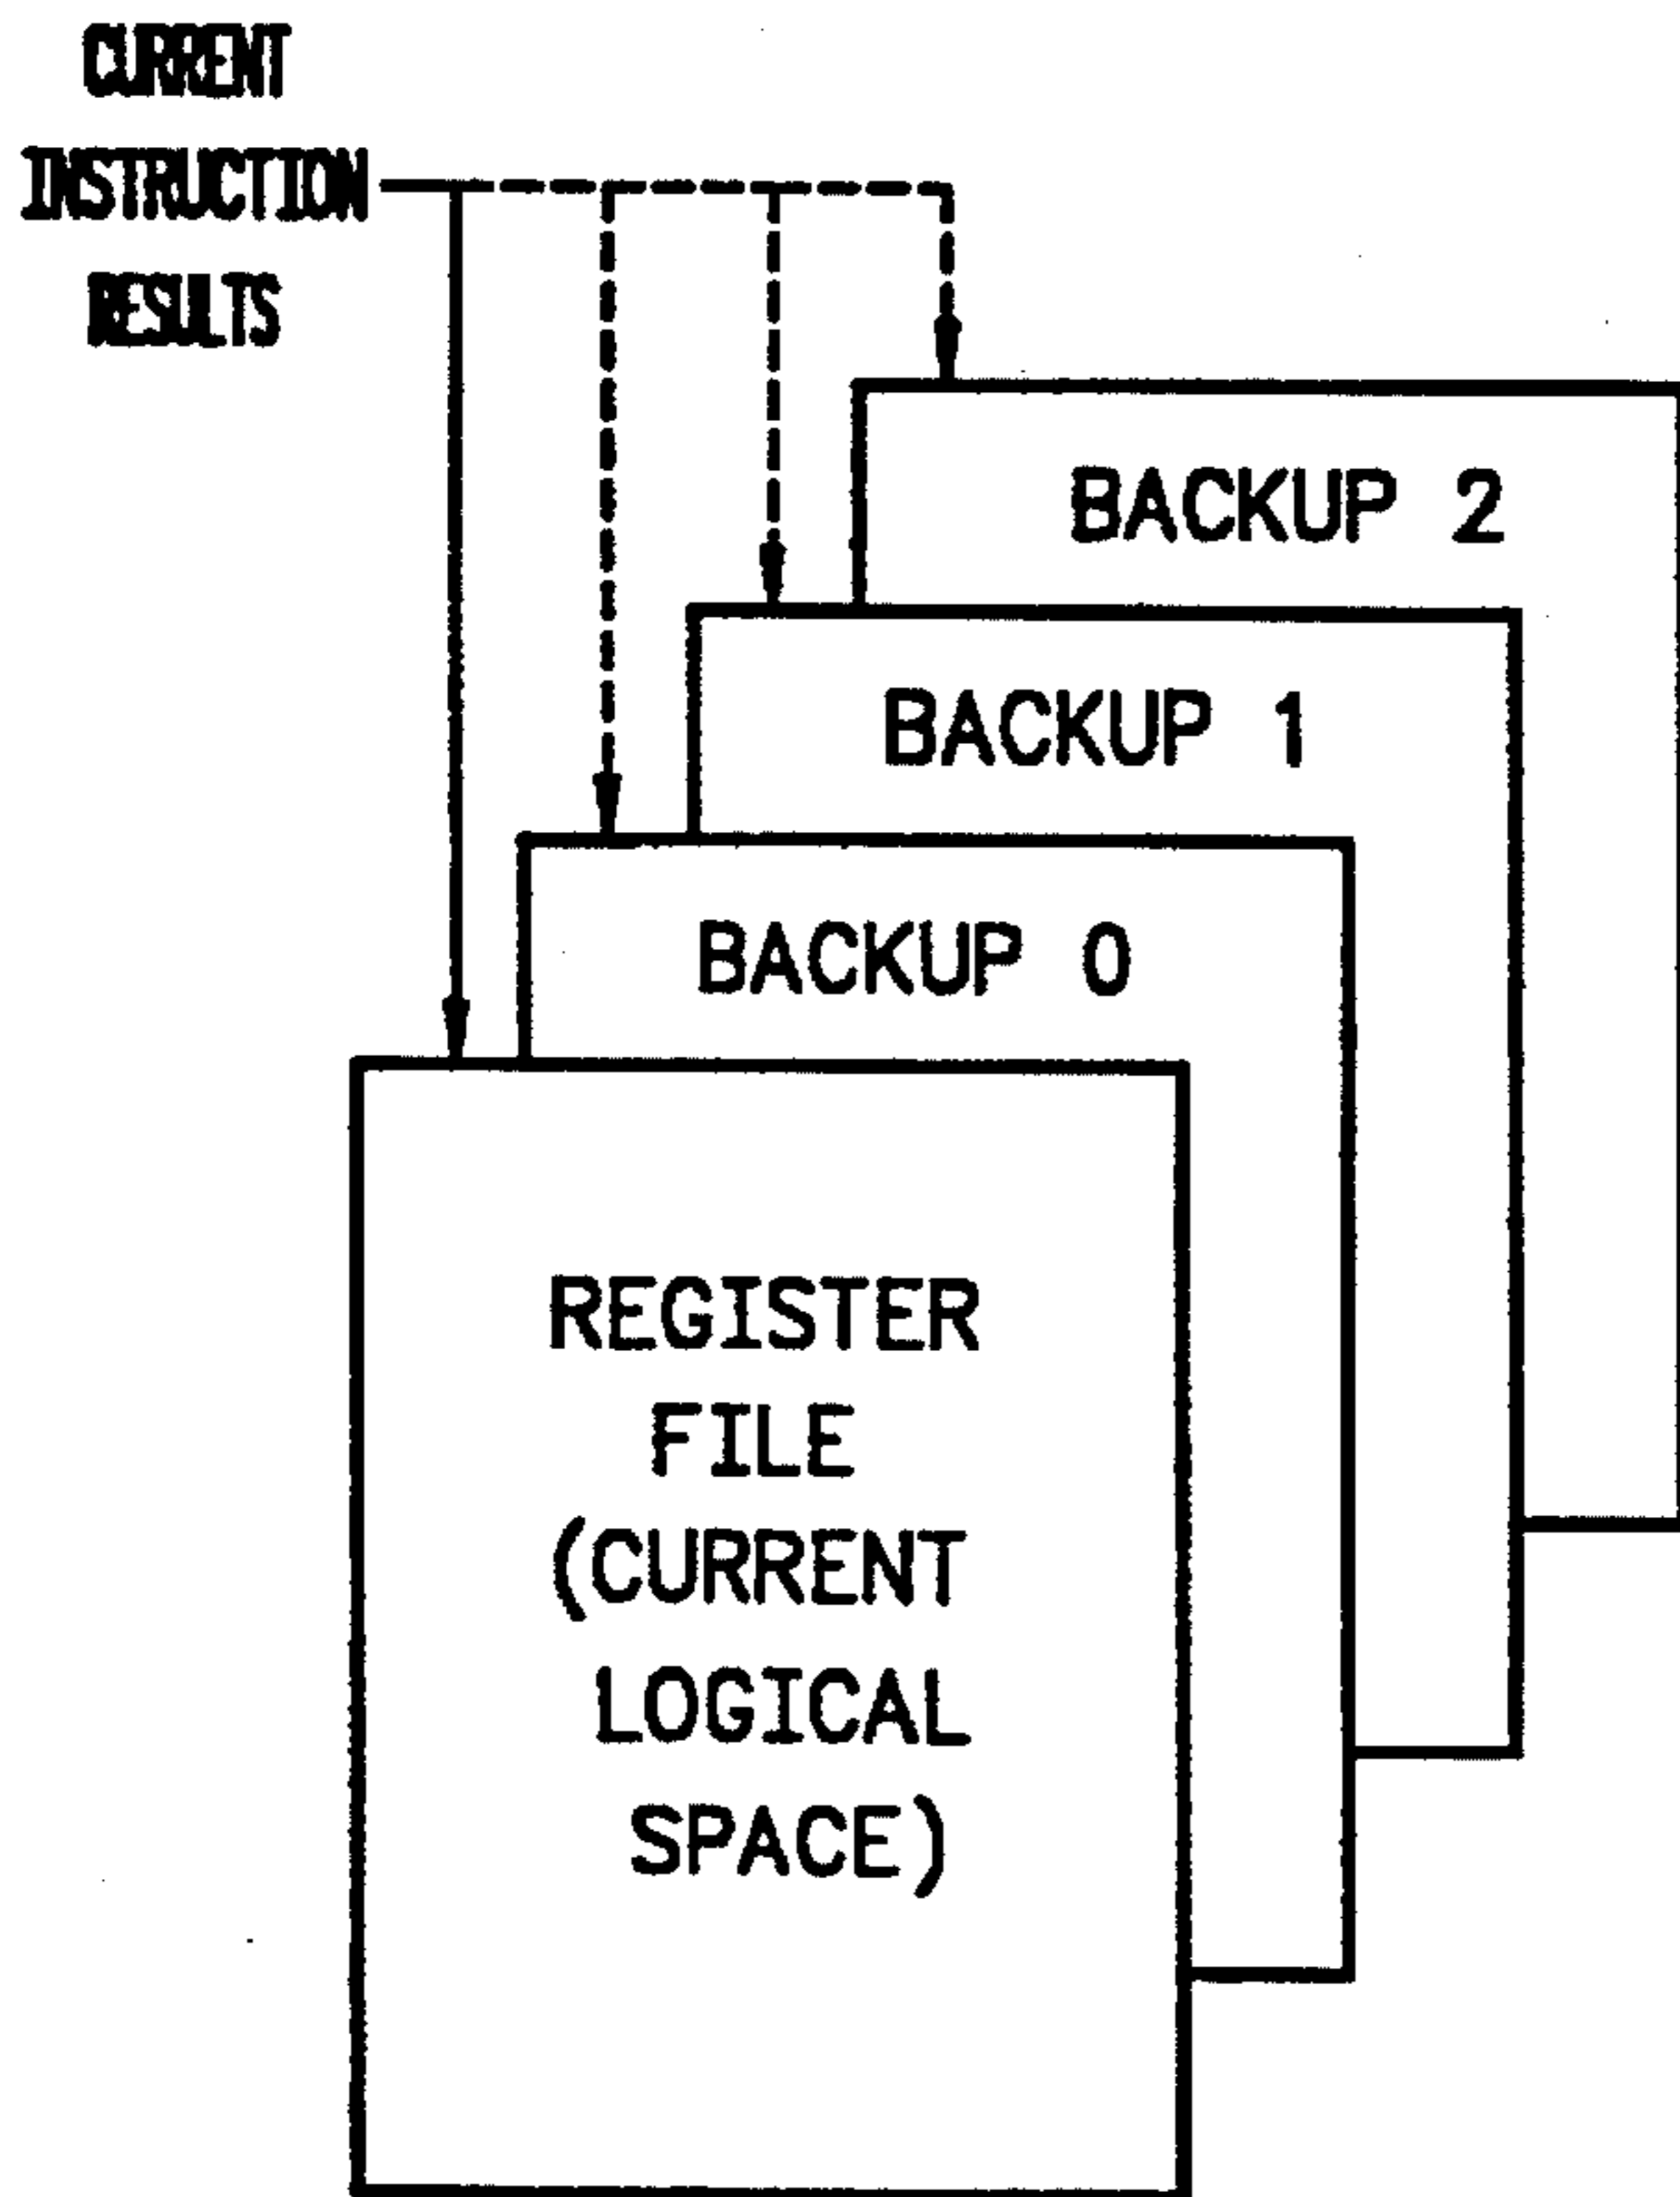 CURRENT
INSTRUCTION
RESULTS
BACKUP 2
BACKUP 1
BACKUP 0
REGISTER
FILE
(CURRENT
LOGICAL
SPACE)